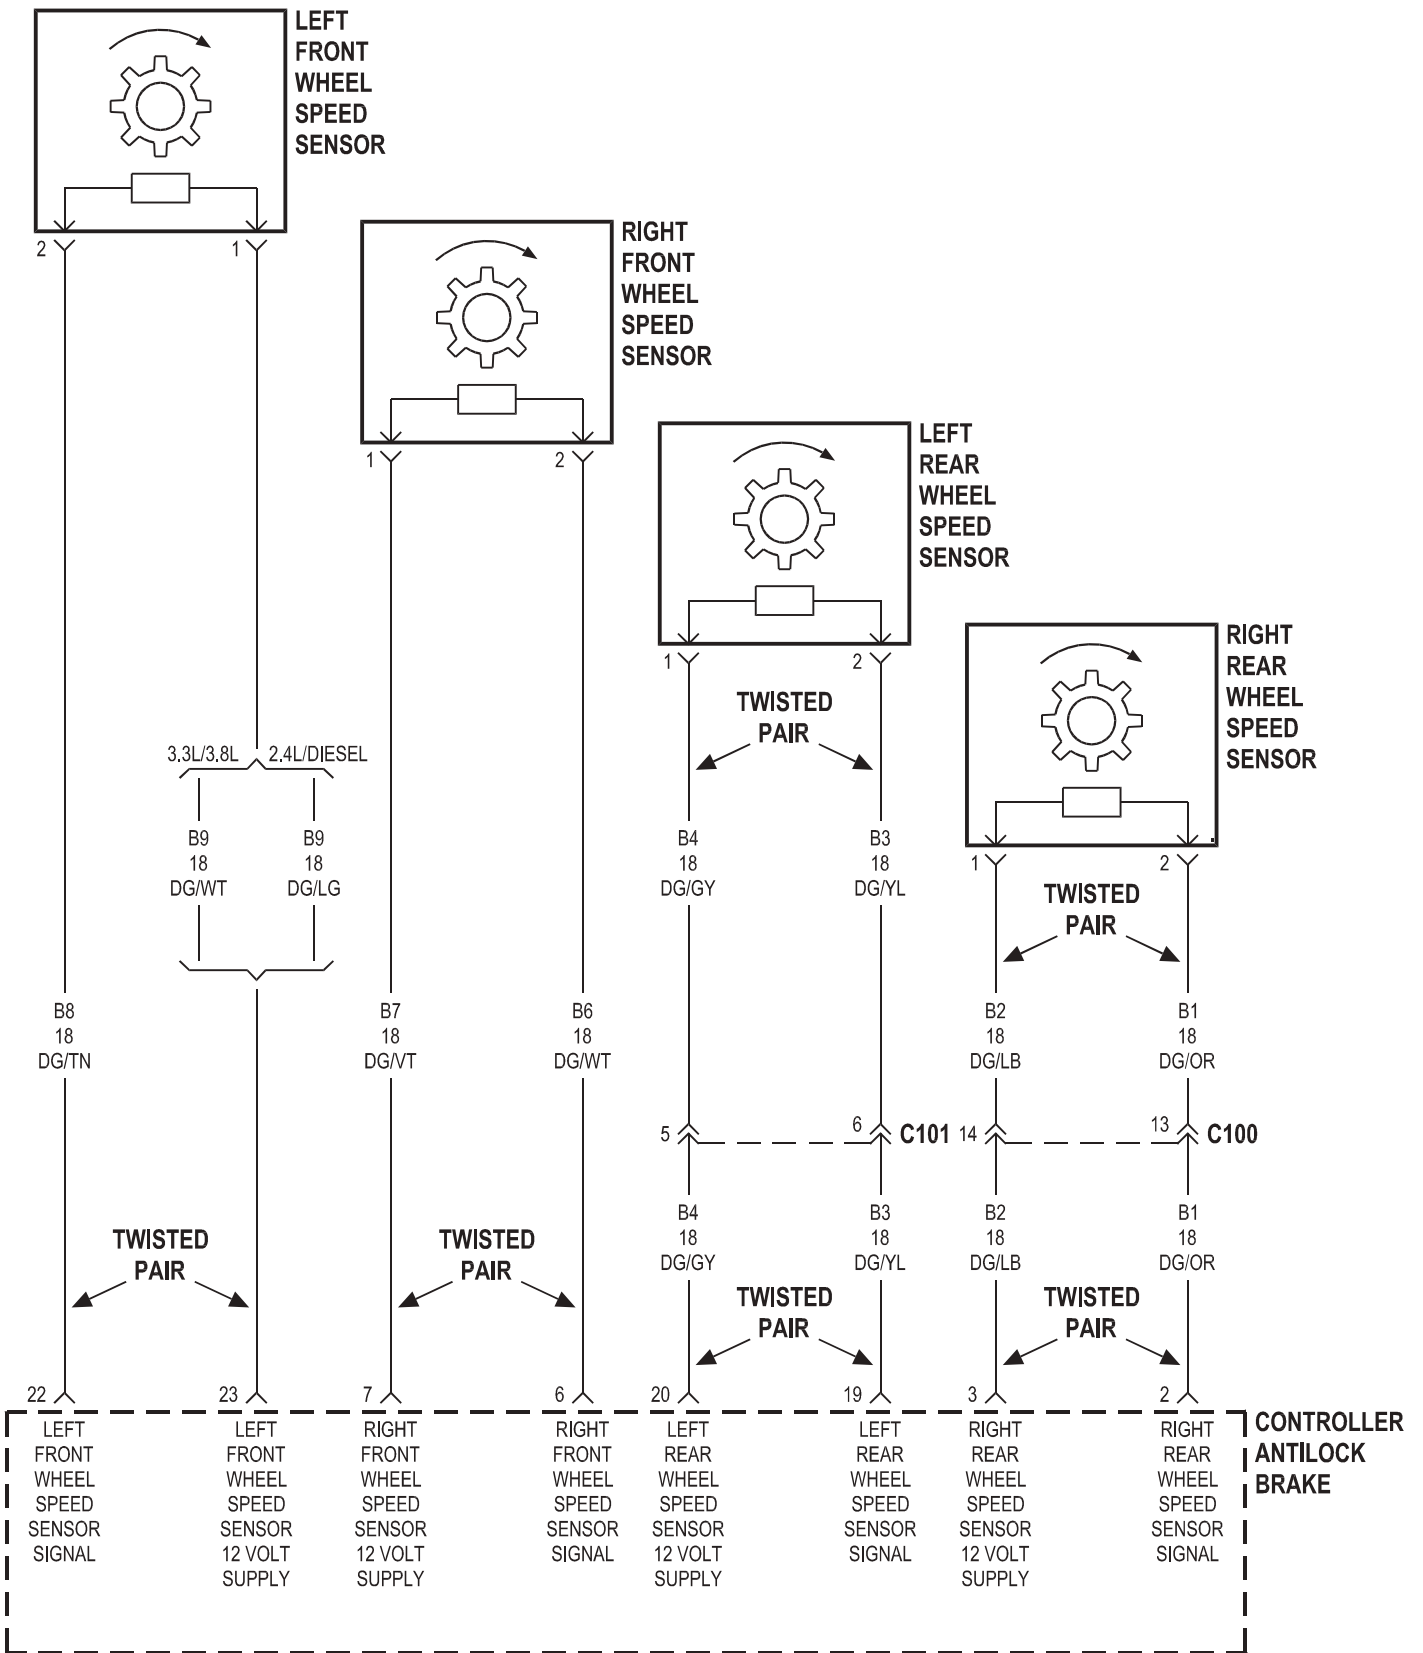 LEFT
FRONT
WHEEL
SPEED
SENSOR
2
1
RIGHT
FRONT
WHEEL
SPEED
SENSOR
1
2
LEFT
REAR
WHEEL
SPEED
SENSOR
1
2
TWISTED
PAIR
RIGHT
REAR
WHEEL
SPEED
SENSOR
1
2
TWISTED
PAIR
3.3L/3.8L
2.4L/DIESEL
B9
18
DG/WT
B9
18
DG/LG
B4
18
DG/GY
B3
18
DG/YL
B8
18
DG/TN
B7
18
DG/VT
B6
18
DG/WT
B2
18
DG/LB
B1
18
DG/OR
5
6
C101
14
13
C100
B4
18
DG/GY
B3
18
DG/YL
B2
18
DG/LB
B1
18
DG/OR
TWISTED
PAIR
TWISTED
PAIR
TWISTED
PAIR
TWISTED
PAIR
22
23
7
6
20
19
3
2
LEFT
FRONT
WHEEL
SPEED
SENSOR
SIGNAL
LEFT
FRONT
WHEEL
SPEED
SENSOR
12 VOLT
SUPPLY
RIGHT
FRONT
WHEEL
SPEED
SENSOR
12 VOLT
SUPPLY
RIGHT
FRONT
WHEEL
SPEED
SENSOR
SIGNAL
LEFT
REAR
WHEEL
SPEED
SENSOR
12 VOLT
SUPPLY
LEFT
REAR
WHEEL
SPEED
SENSOR
SIGNAL
RIGHT
REAR
WHEEL
SPEED
SENSOR
12 VOLT
SUPPLY
RIGHT
REAR
WHEEL
SPEED
SENSOR
SIGNAL
CONTROLLER
ANTILOCK
BRAKE